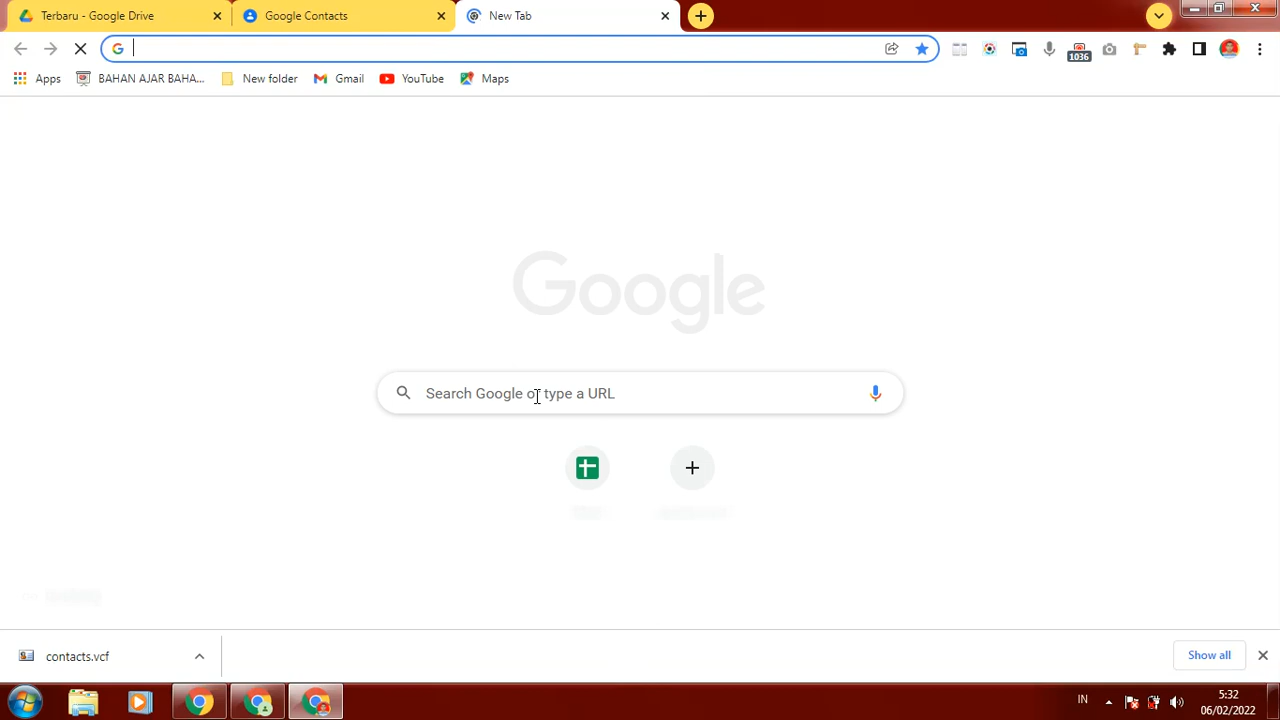 Terbaru - Google Drive
Google Contacts
New Tab
1036
Apps
BAHAN AJAR BAHA...
New folder
Gmail
YouTube
Maps
Google
Search Google or type a URL
contacts.vcf
Show all
IN
5:32
06/02/2022